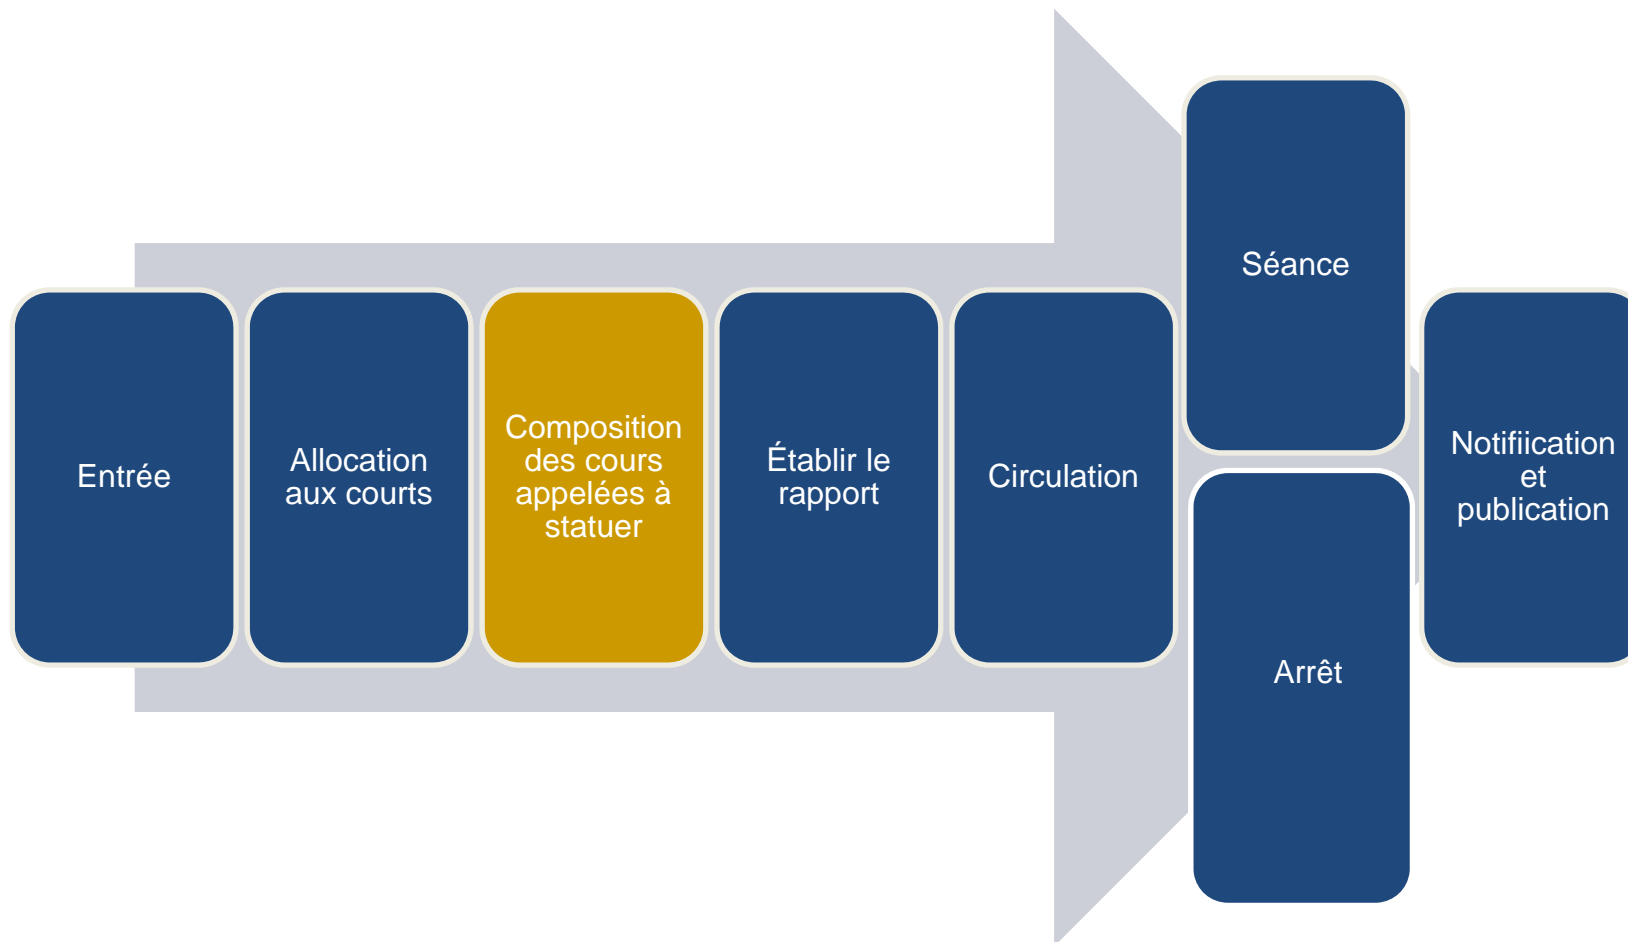 Entrée
Allocation
aux courts
Composition
des cours
appelées à
statuer
Établir le
rapport
Circulation
Séance
Arrêt
Notifiication
et
publication